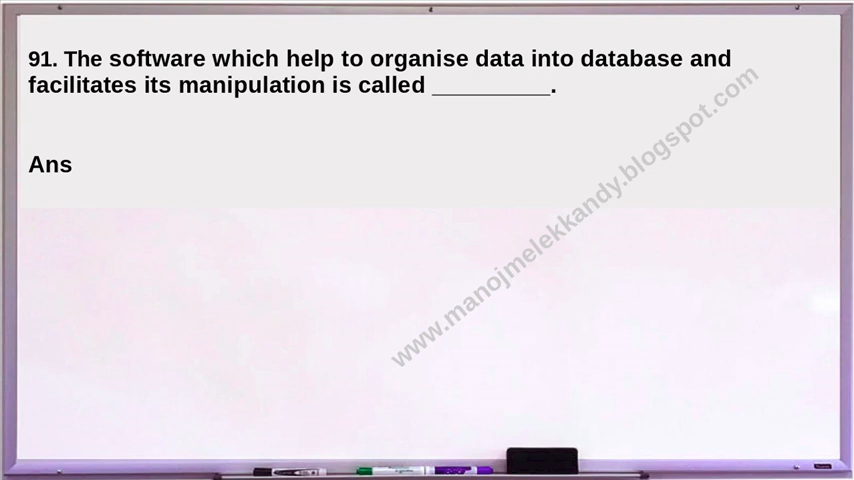 91. The software which help to organise data into database and
facilitates its manipulation is called __________.
Ans
www.manojmelekkandy.blogspot.com